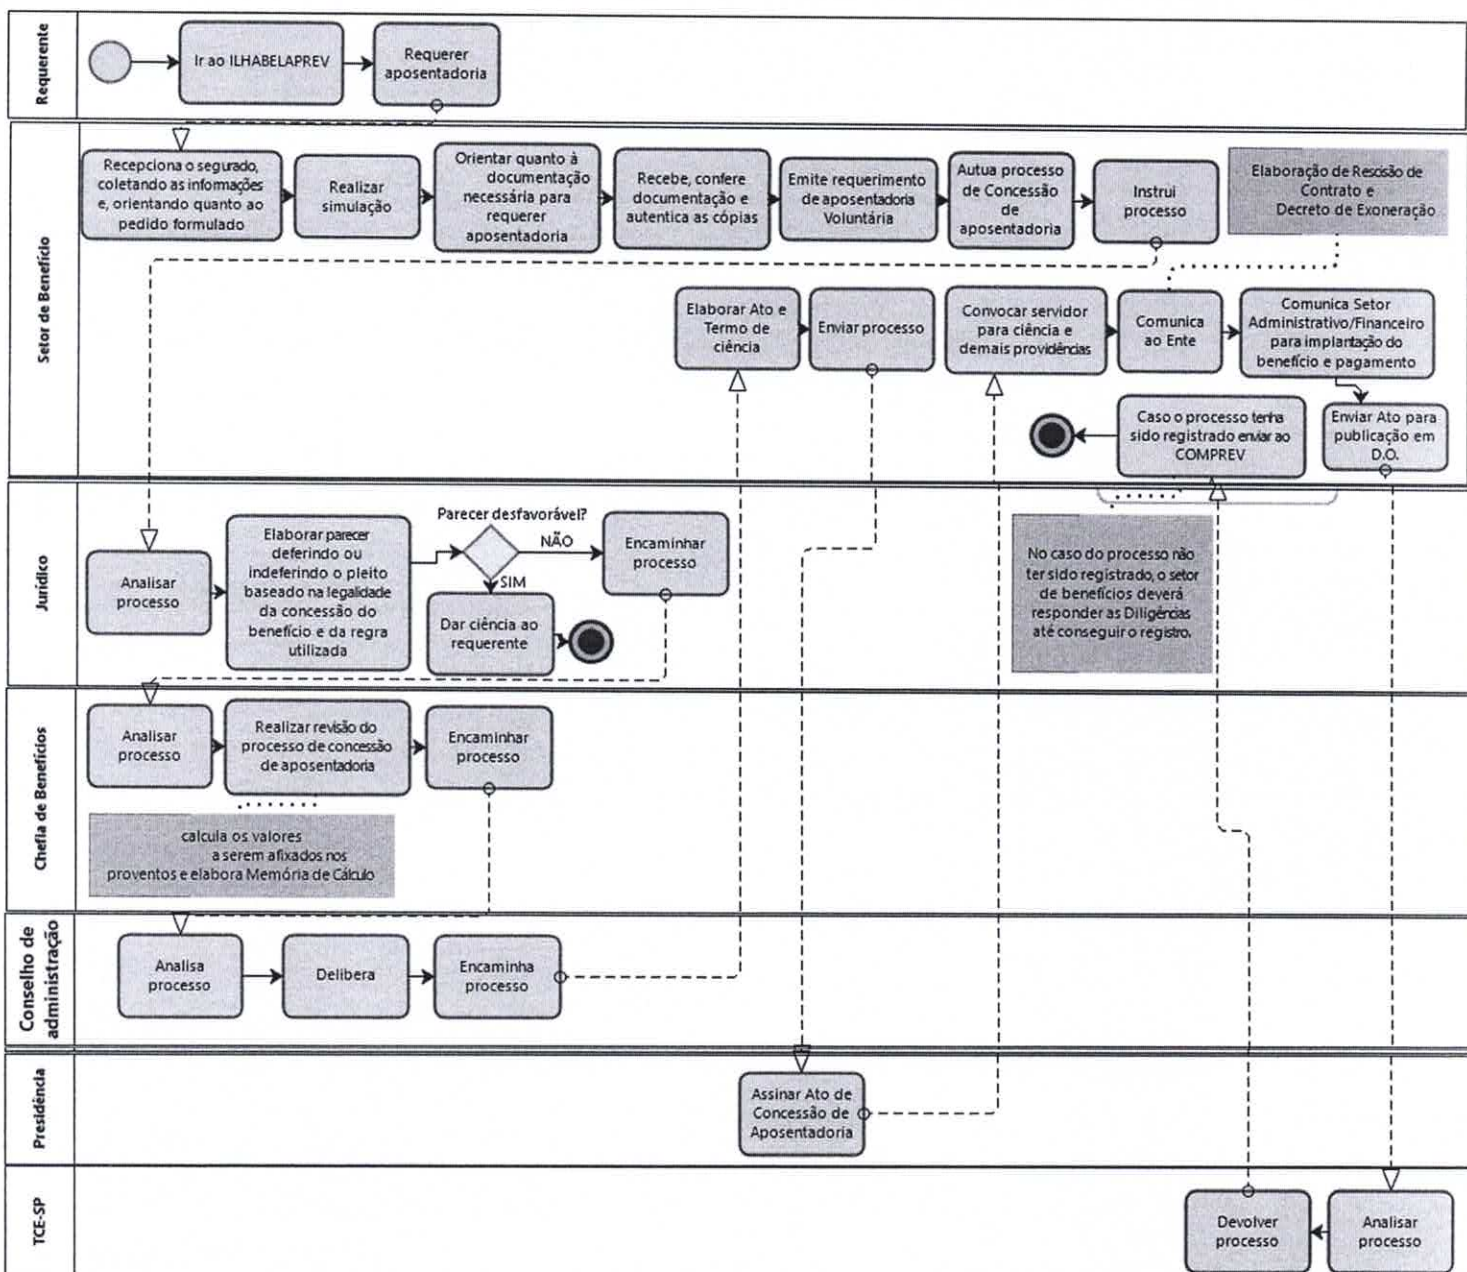 Requerente
Ir ao ILHABELAPREV
Requerer
aposentadoria
Setor de Benefício
Recepciona o segurado,
coletando as informações
e, orientando quanto ao
pedido formulado
Realizar
simulação
Orientar quanto à
documentação
necessária para
requerer
aposentadoria
Recebe, confere
documentação e
autentica as cópias
Emite requerimento
de aposentadoria
Voluntária
Autua processo
de Concessão
de
aposentadoria
Instrui
processo
Elaboração de Rescisão de
Contrato e
Decreto de Exoneração
Elaborar Ato e
Termo de
ciência
Enviar processo
Convocar servidor
para ciência e
demais providências
Comunica
ao Ente
Comunica Setor
Administrativo/Financeiro
para implantação do
benefício e pagamento
Caso o processo tenha
sido registrado enviar ao
COMPREV
Enviar Ato para
publicação em
D.O.
Jurídico
Analisar
processo
Elaborar parecer
deferindo ou
indeferindo o pleito
baseado na legalidade
da concessão do
benefício e da regra
utilizada
Parecer desfavorável?
NÃO
SIM
Encaminhar
processo
Dar ciência ao
requerente
No caso do processo não
ter sido registrado, o setor
de benefícios deverá
responder as Diligências
até conseguir o registro.
Chefia de Benefícios
Analisar
processo
Realizar revisão do
processo de concessão
de aposentadoria
Encaminhar
processo
calcula os valores
a serem afixados nos
proventos e elabora Memória de Cálculo
Conselho de
administração
Analisa
processo
Delibera
Encaminha
processo
Presidência
Assinar Ato de
Concessão de
Aposentadoria
TCE-SP
Devolver
processo
Analisar
processo